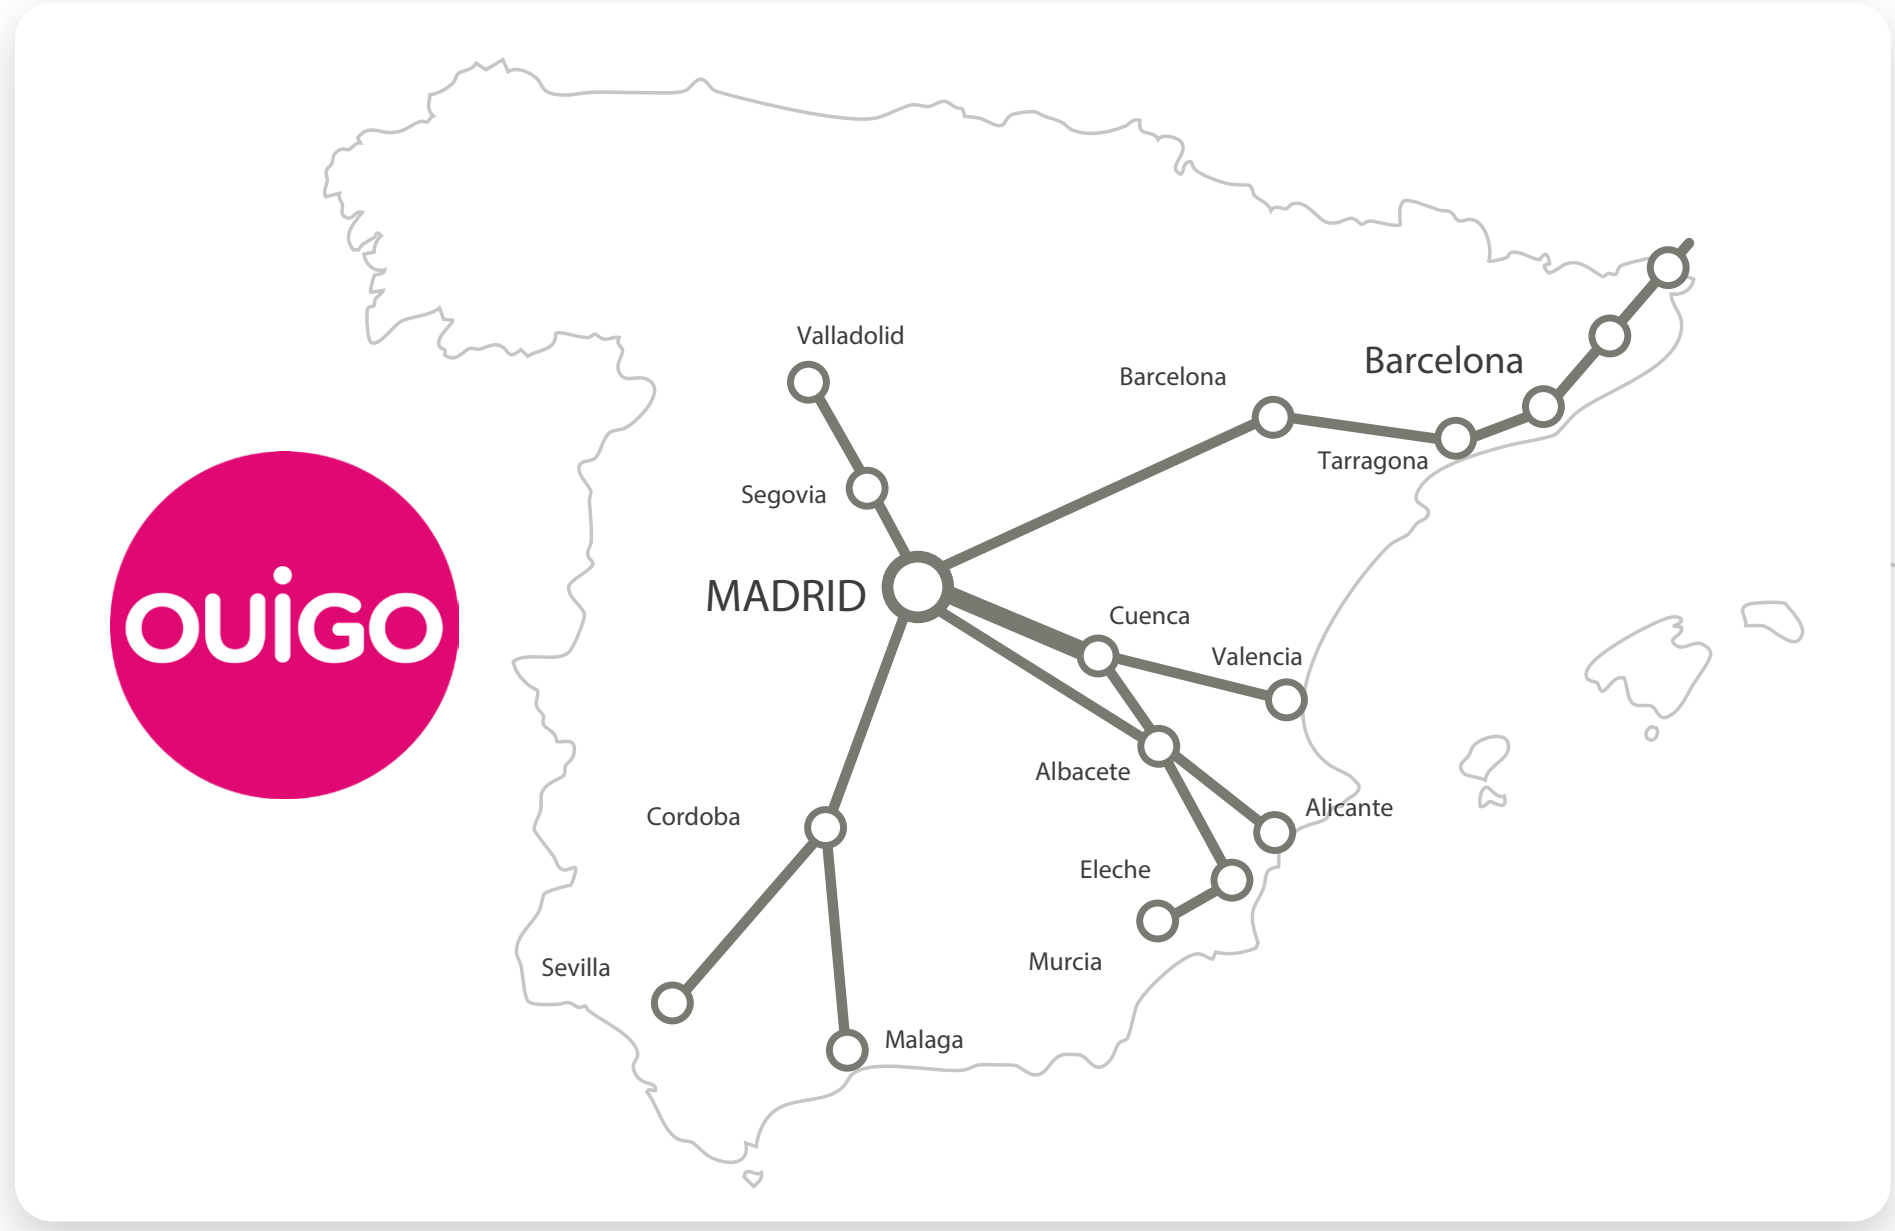 Valladolid
Barcelona
Barcelona
Tarragona
Segovia
MADRID
OUiGO
Cuenca
Valencia
Albacete
Alicante
Cordoba
Eleche
Murcia
Sevilla
Malaga